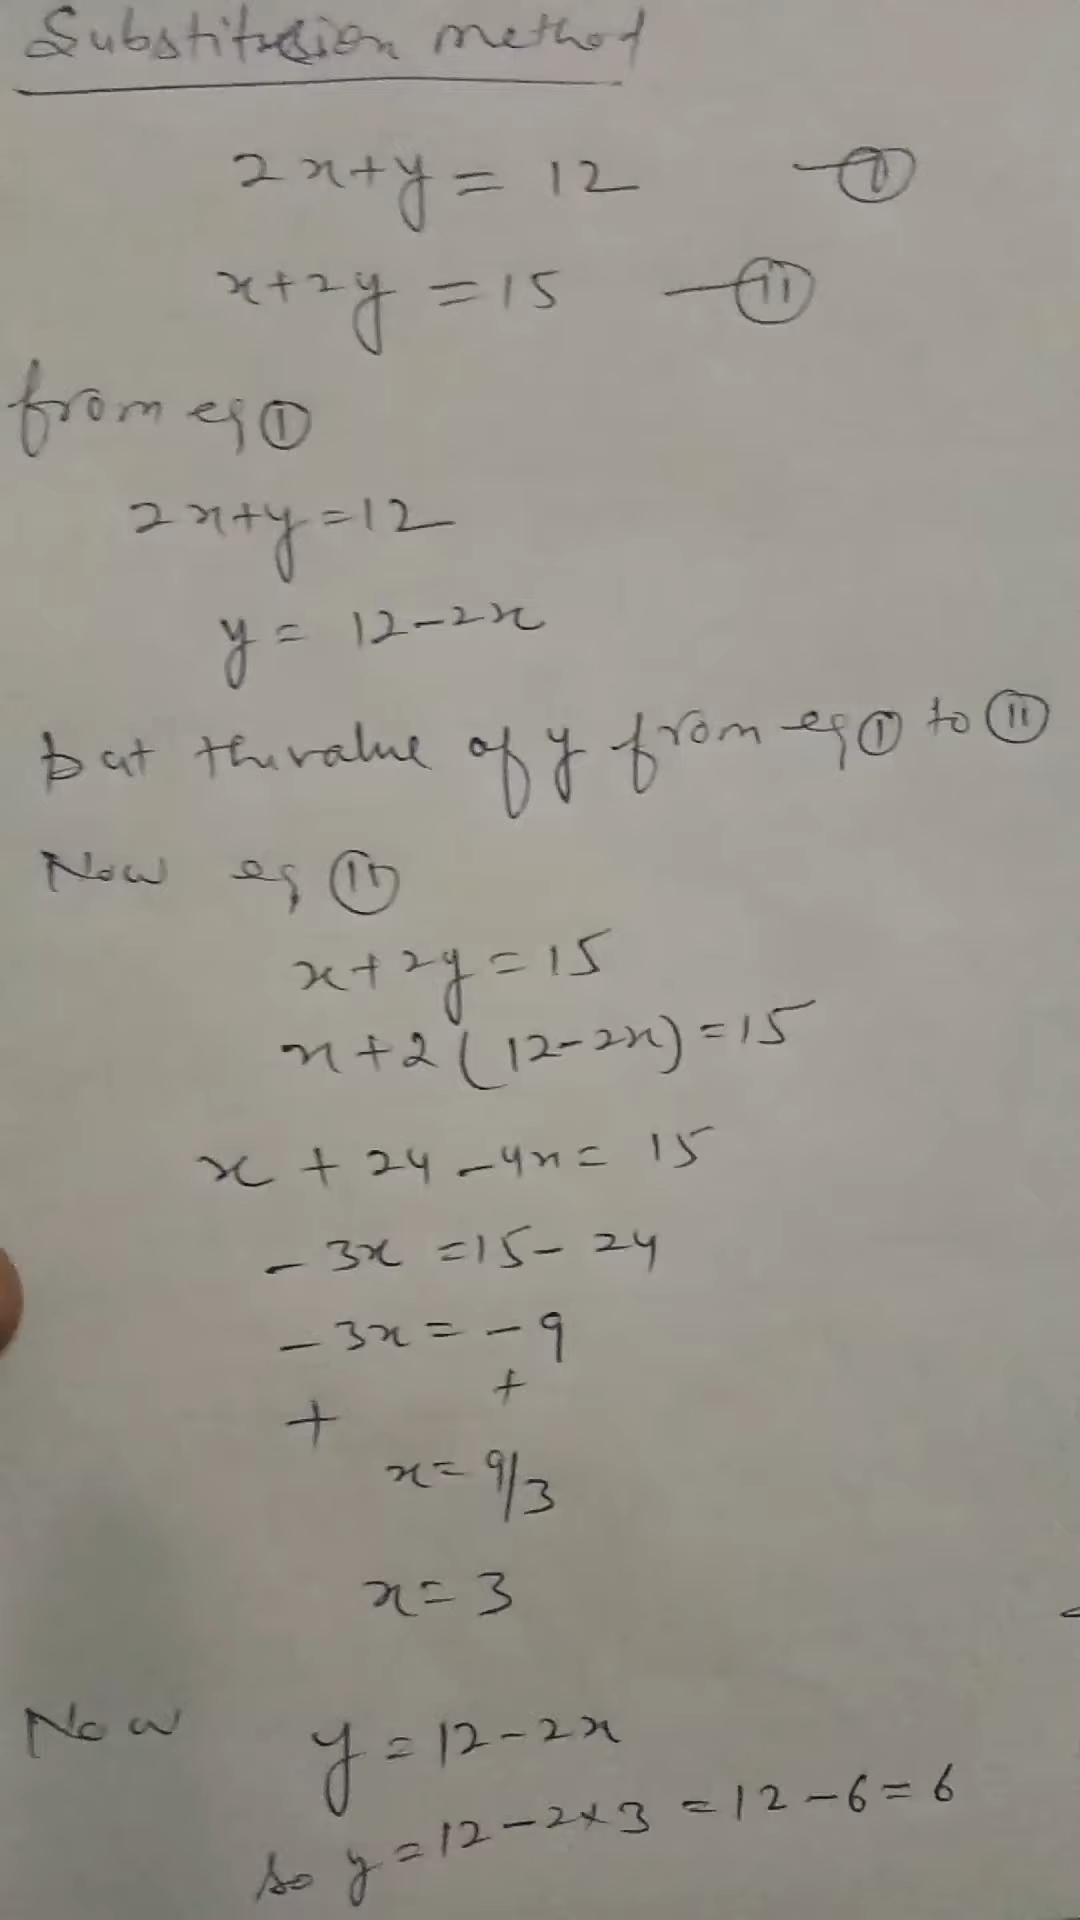 Substitusion method
2x+y = 12 —(I)
x+2y = 15 —(II)
from eq (I)
2x+y=12
y = 12-2x
put the value of y from eq (I) to (II)
Now eq (II)
x+2y=15
x+2(12-2x)=15
x + 24 -4x = 15
-3x =15- 24
-3x = -9
+ +
x= 9/3
x= 3
Now y=12-2x
so y=12-2×3 =12-6=6